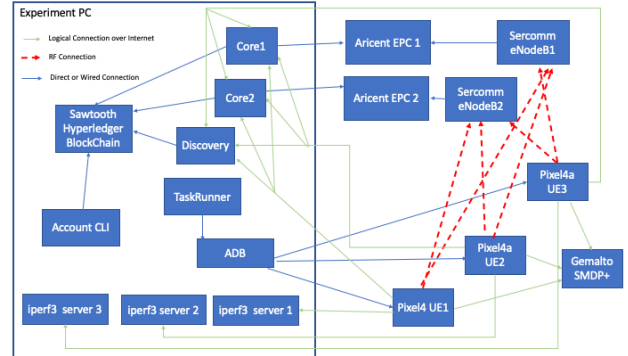 Experiment PC
Logical Connection over Internet
RF Connection
Direct or Wired Connection
Core1
Aricent EPC 1
Sercomm
eNodeB1
Core2
Aricent EPC 2
Sercomm
eNodeB2
Sawtooth
Hyperledger
BlockChain
Discovery
TaskRunner
Pixel4a
UE3
Account CLI
ADB
Pixel4a
UE2
Gemalto
SMDP+
iperf3 server 3
iperf3 server 2
iperf3 server 1
Pixel4 UE1